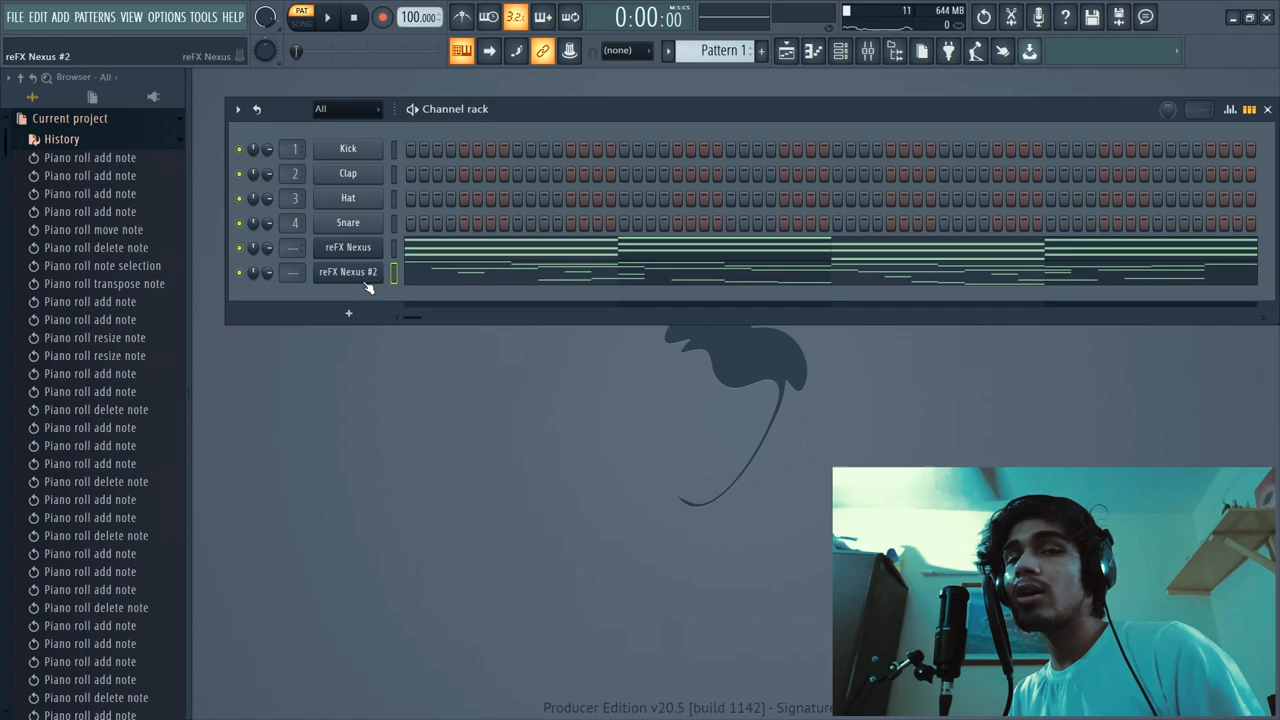 FILE EDIT ADD PATTERNS VIEW OPTIONS TOOLS HELP
PAT
SONG
100.000
3.2.
0:00:00
M:S:CS
11
644 MB
0
reFX Nexus #2
reFX Nexus
(none)
Pattern 1
Browser - All
All
Channel rack
Current project
History
Piano roll add note
Piano roll add note
Piano roll add note
Piano roll add note
Piano roll move note
Piano roll delete note
Piano roll note selection
Piano roll transpose note
Piano roll add note
Piano roll add note
Piano roll resize note
Piano roll resize note
Piano roll add note
Piano roll add note
Piano roll delete note
Piano roll add note
Piano roll add note
Piano roll add note
Piano roll delete note
Piano roll add note
Piano roll add note
Piano roll delete note
Piano roll add note
Piano roll add note
Piano roll add note
Piano roll delete note
Piano roll add note
Piano roll add note
Piano roll add note
Piano roll add note
Piano roll delete note
Piano roll add note
1 Kick
2 Clap
3 Hat
4 Snare
--- reFX Nexus
--- reFX Nexus #2
+
Producer Edition v20.5 [build 1142] - Signature